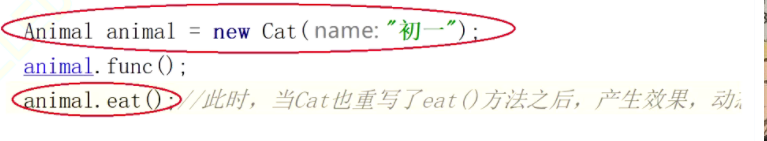 Animal animal = new Cat(name: "初一");
animal.func();
animal.eat();//此时，当Cat也重写了eat()方法之后，产生效果，动